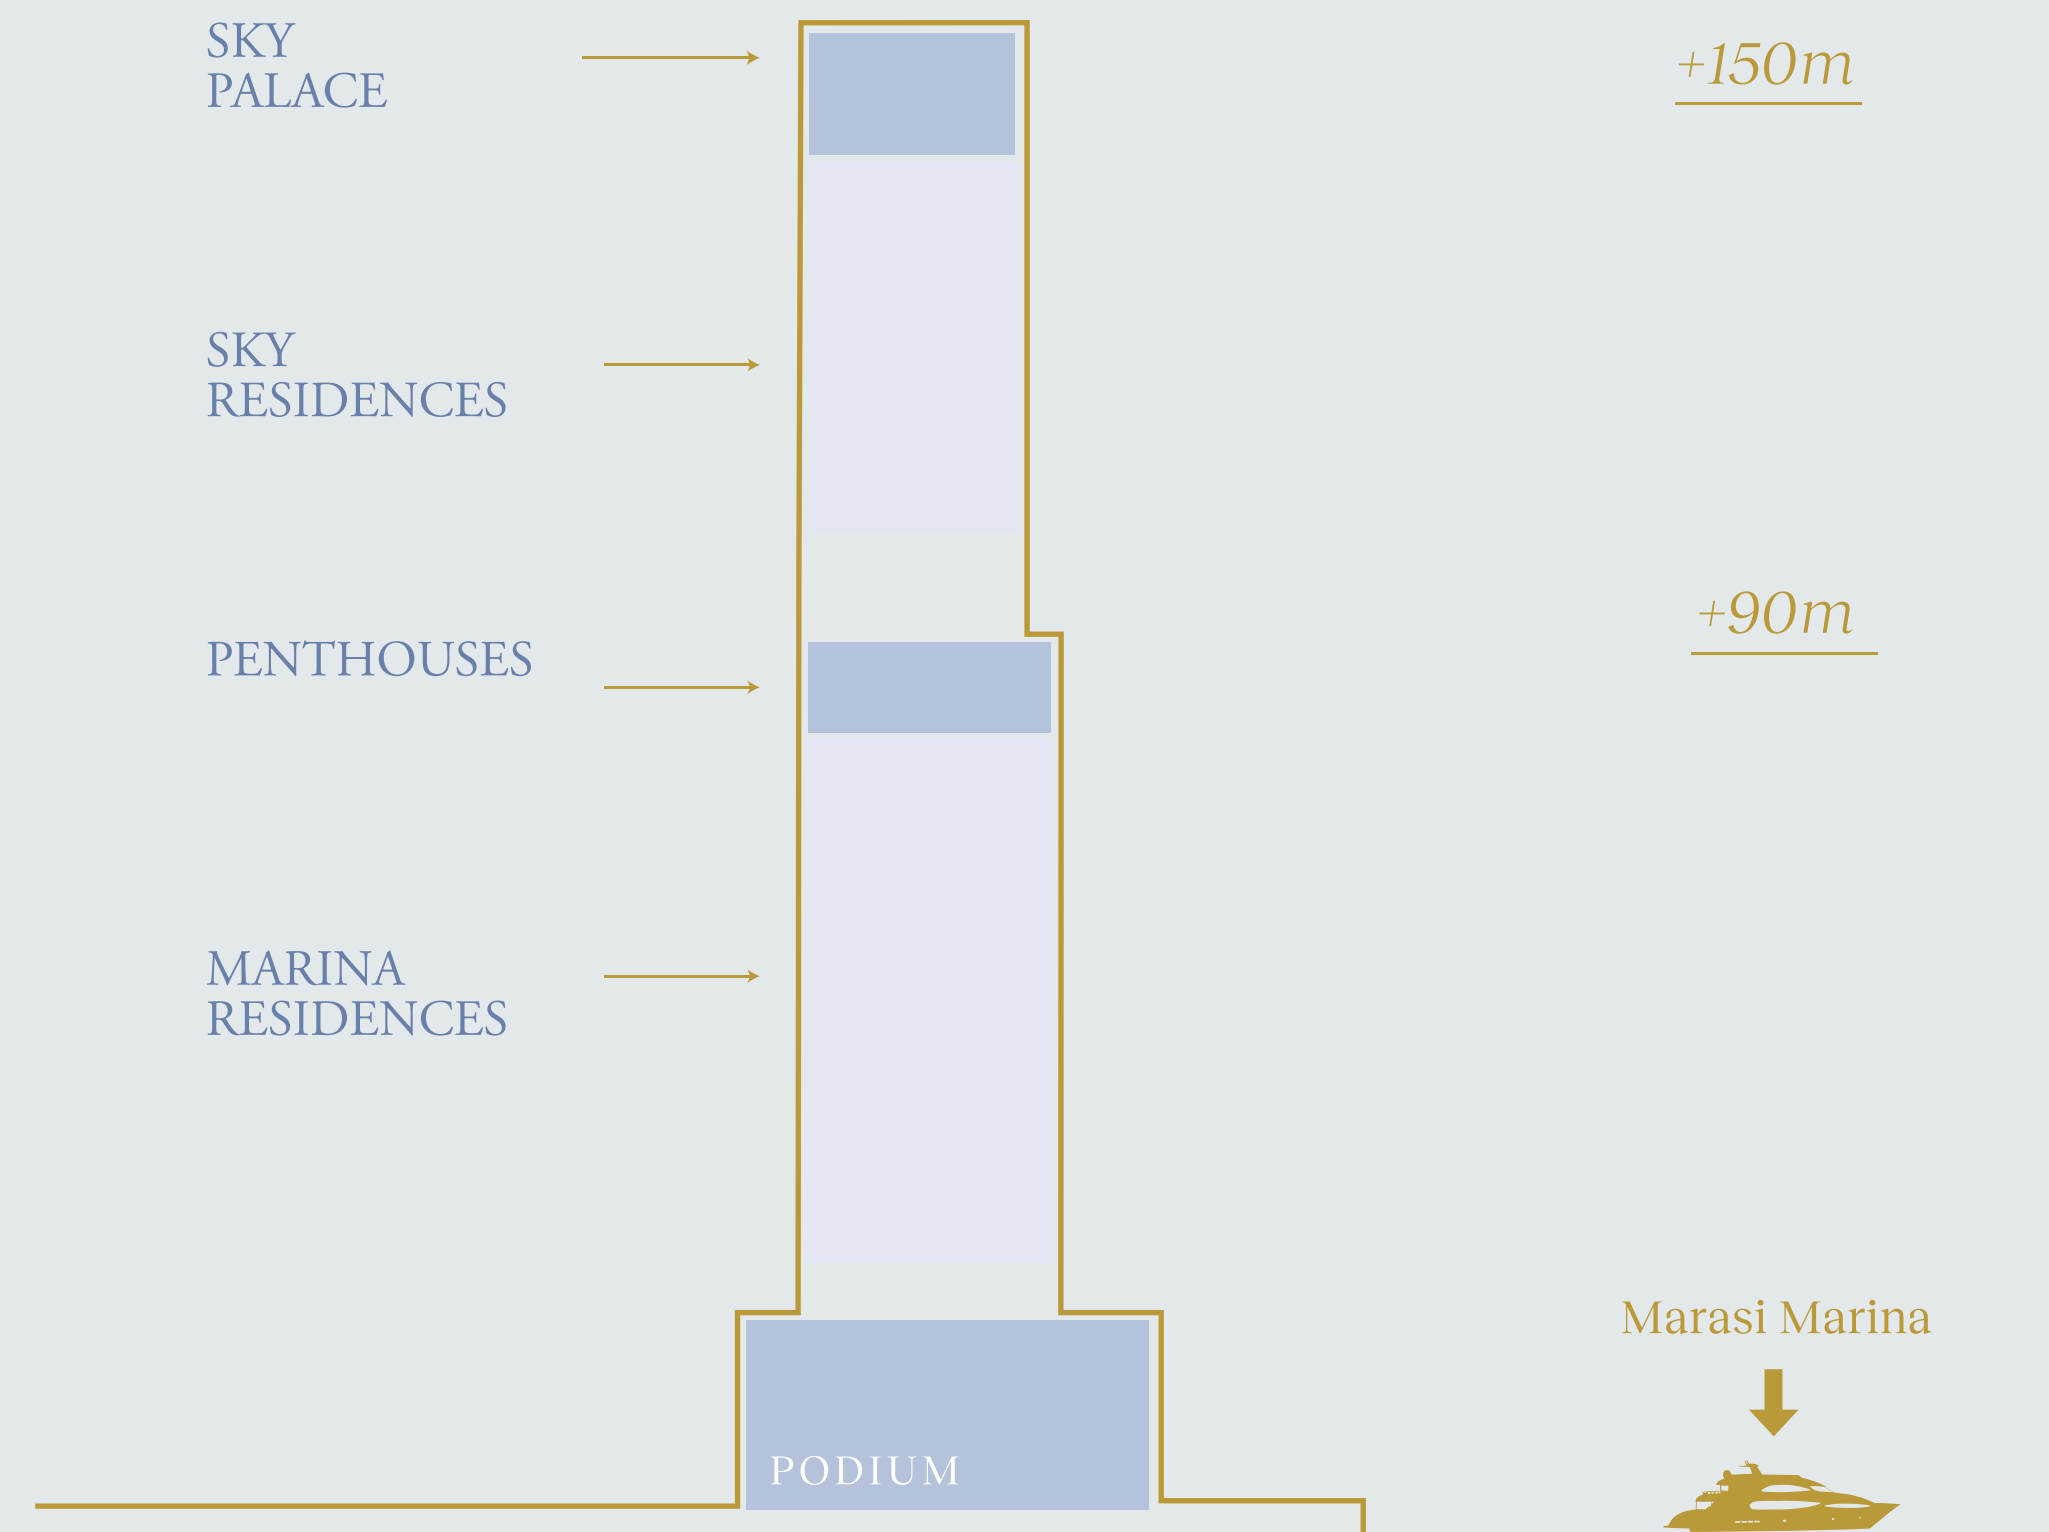 SKY
PALACE
+150m
SKY
RESIDENCES
+90m
PENTHOUSES
MARINA
RESIDENCES
Marasi Marina
PODIUM